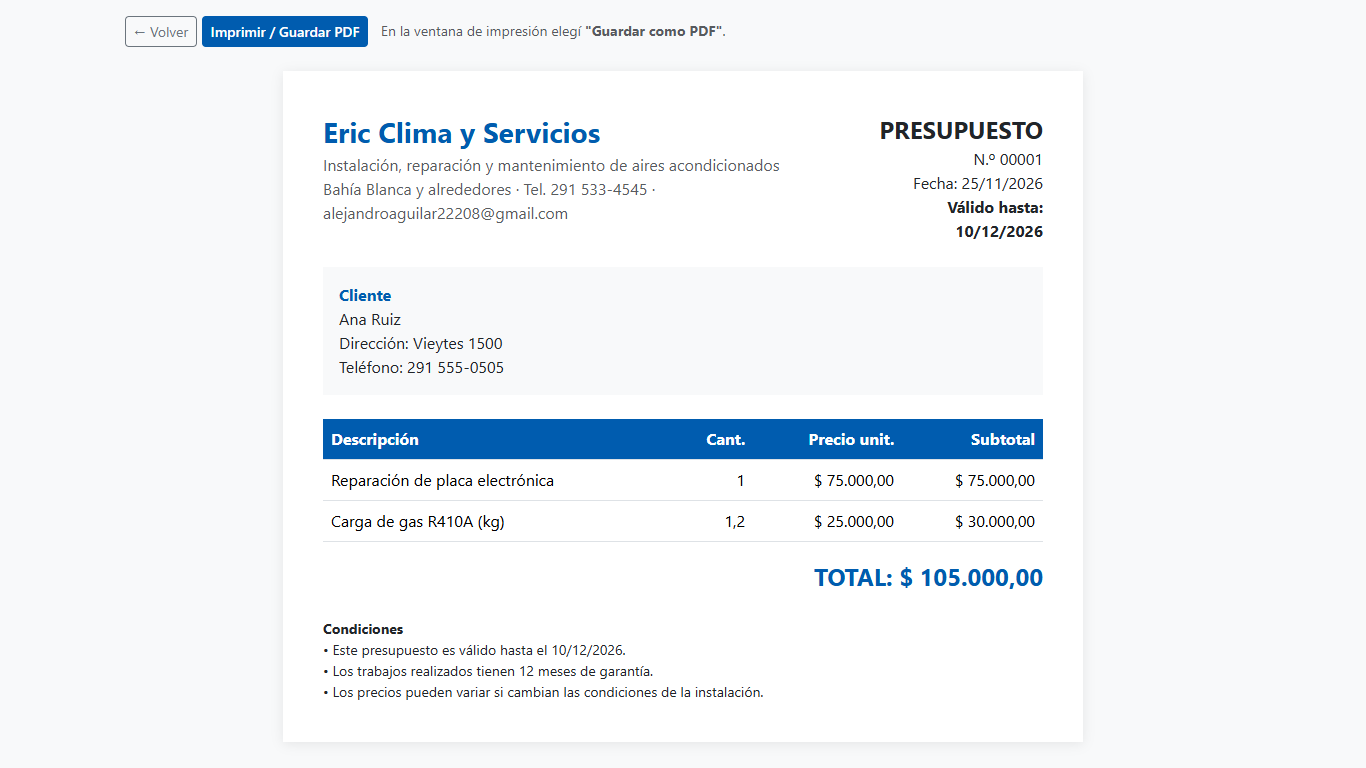 ← Volver
Imprimir / Guardar PDF
En la ventana de impresión elegí "Guardar como PDF".
Eric Clima y Servicios
Instalación, reparación y mantenimiento de aires acondicionados
Bahía Blanca y alrededores · Tel. 291 533-4545 ·
alejandroaguilar22208@gmail.com
PRESUPUESTO
N.º 00001
Fecha: 25/11/2026
Válido hasta:
10/12/2026
Cliente
Ana Ruiz
Dirección: Vieytes 1500
Teléfono: 291 555-0505
Descripción Cant. Precio unit. Subtotal
Reparación de placa electrónica 1 $ 75.000,00 $ 75.000,00
Carga de gas R410A (kg) 1,2 $ 25.000,00 $ 30.000,00
TOTAL: $ 105.000,00
Condiciones
• Este presupuesto es válido hasta el 10/12/2026.
• Los trabajos realizados tienen 12 meses de garantía.
• Los precios pueden variar si cambian las condiciones de la instalación.